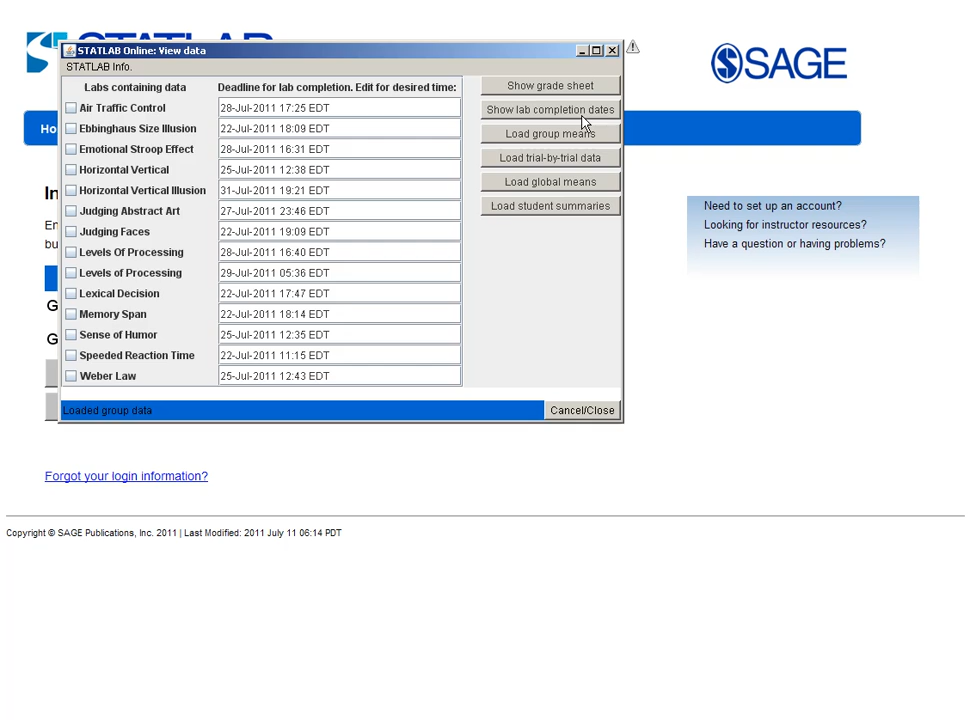 STATLAB
SAGE
STATLAB Online: View data
STATLAB Info.
Labs containing data
Deadline for lab completion. Edit for desired time:
Air Traffic Control 28-Jul-2011 17:25 EDT
Ebbinghaus Size Illusion 22-Jul-2011 18:09 EDT
Emotional Stroop Effect 28-Jul-2011 16:31 EDT
Horizontal Vertical 25-Jul-2011 12:38 EDT
Horizontal Vertical Illusion 31-Jul-2011 19:21 EDT
Judging Abstract Art 27-Jul-2011 23:46 EDT
Judging Faces 22-Jul-2011 19:09 EDT
Levels Of Processing 28-Jul-2011 16:40 EDT
Levels of Processing 29-Jul-2011 05:36 EDT
Lexical Decision 22-Jul-2011 17:47 EDT
Memory Span 22-Jul-2011 18:14 EDT
Sense of Humor 25-Jul-2011 12:35 EDT
Speeded Reaction Time 22-Jul-2011 11:15 EDT
Weber Law 25-Jul-2011 12:43 EDT
Show grade sheet
Show lab completion dates
Load group means
Load trial-by-trial data
Load global means
Load student summaries
Loaded group data
Cancel/Close
Need to set up an account?
Looking for instructor resources?
Have a question or having problems?
Forgot your login information?
Copyright © SAGE Publications, Inc. 2011 | Last Modified: 2011 July 11 06:14 PDT